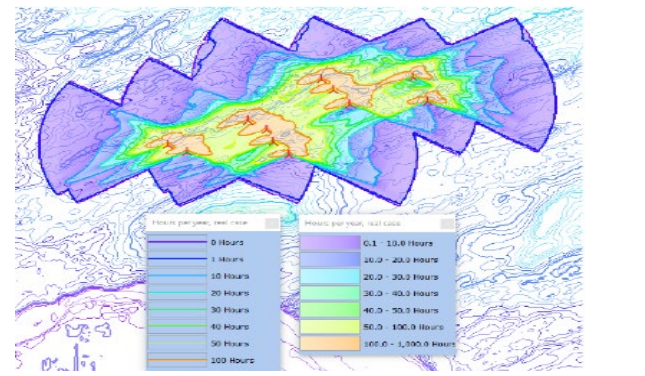 Hours per year, real case
0 Hours
1 Hours
10 Hours
20 Hours
30 Hours
40 Hours
50 Hours
100 Hours
Hours per year, real case
0.1 - 10.0 Hours
10.0 - 20.0 Hours
20.0 - 30.0 Hours
30.0 - 40.0 Hours
40.0 - 50.0 Hours
50.0 - 100.0 Hours
100.0 - 1,000.0 Hours